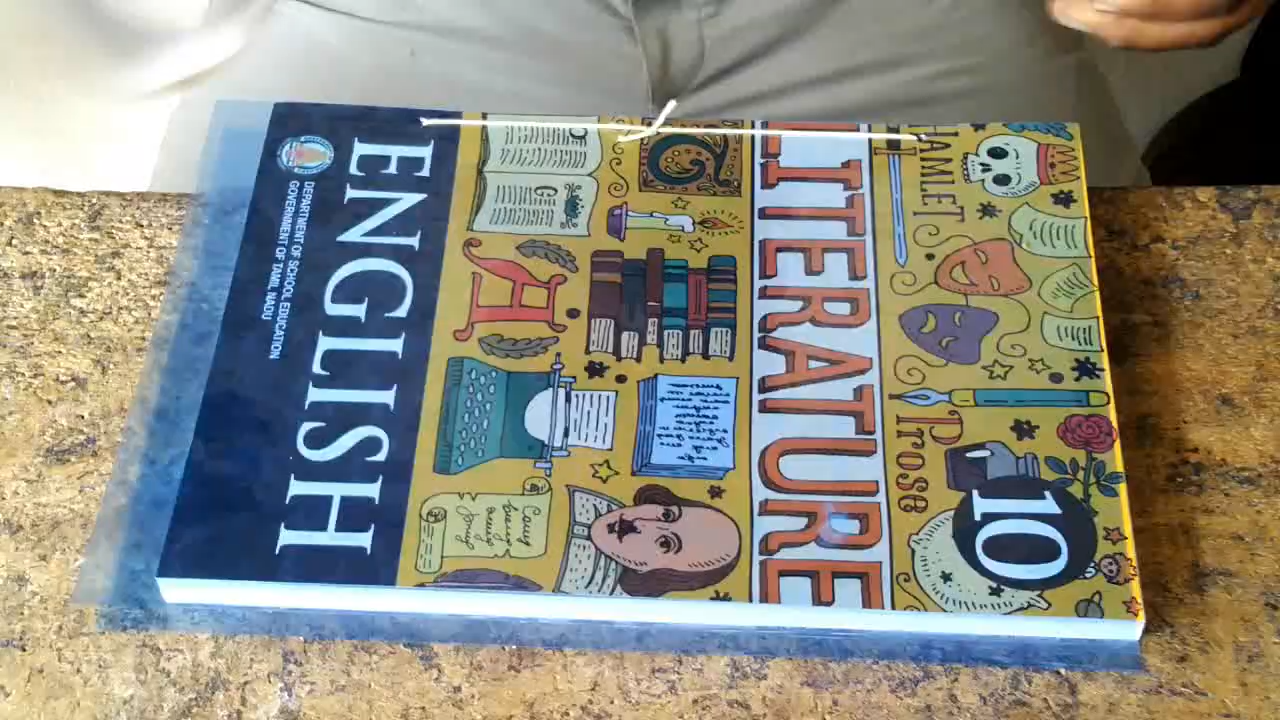 ENGLISH
DEPARTMENT OF SCHOOL EDUCATION
GOVERNMENT OF TAMIL NADU
LITERATURE
HAMLET
Prose
10